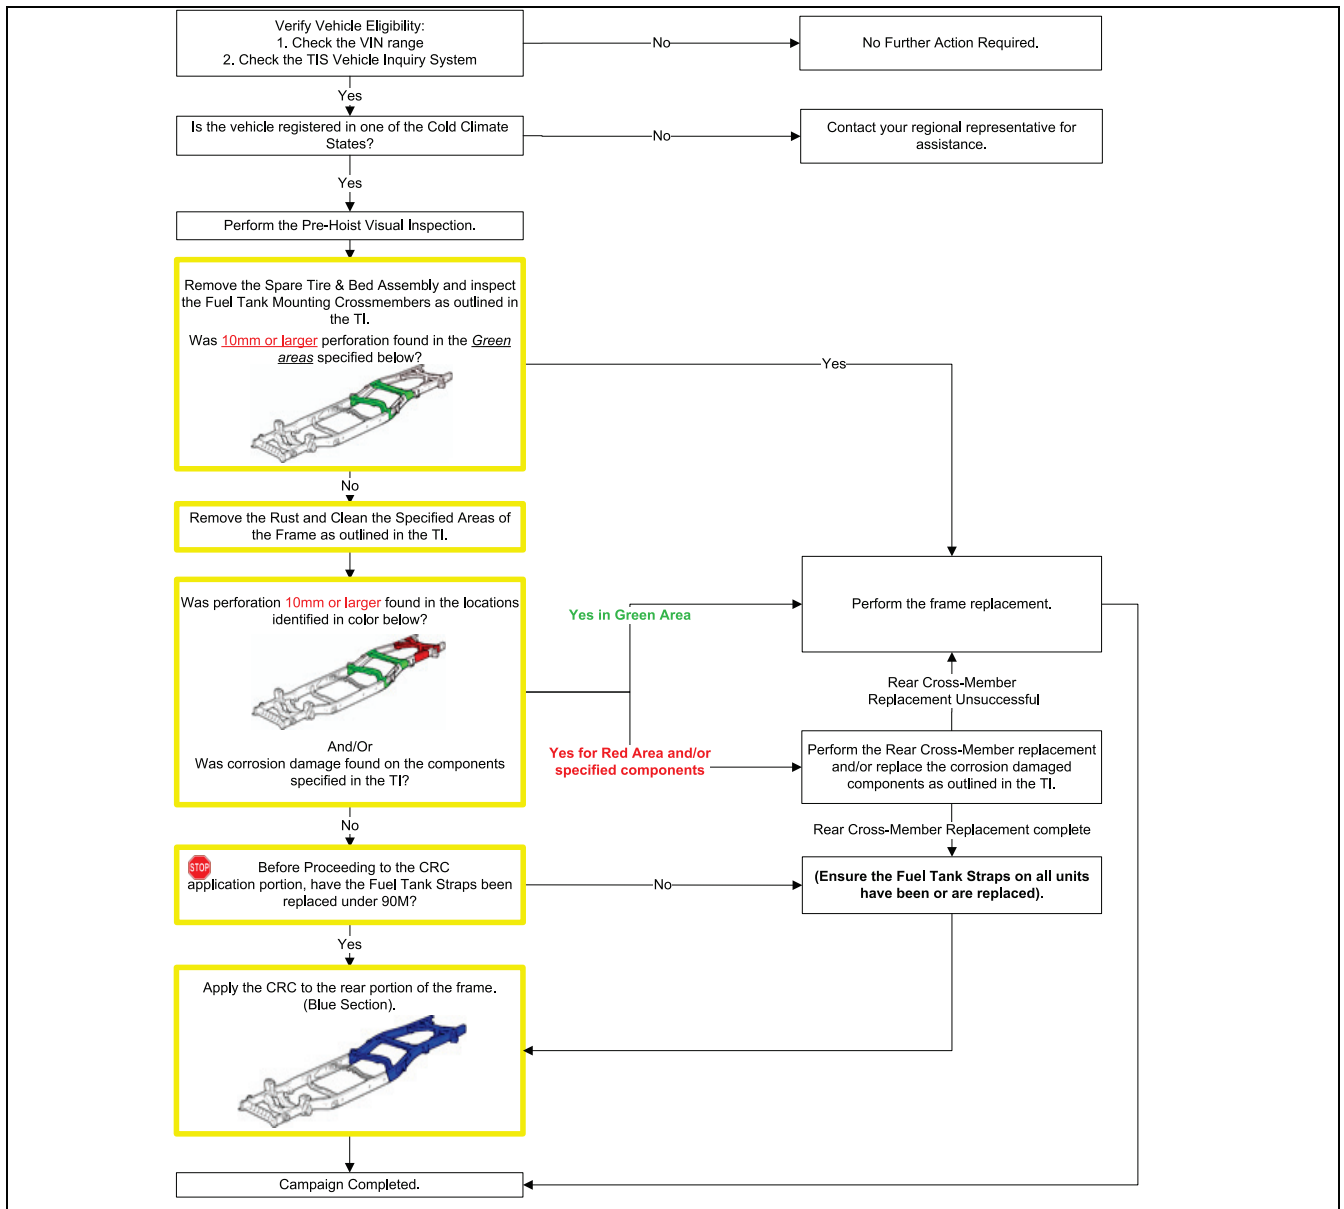 Verify Vehicle Eligibility:
1. Check the VIN range
2. Check the TIS Vehicle Inquiry System
No
No Further Action Required.
Yes
Is the vehicle registered in one of the Cold Climate
States?
No
Contact your regional representative for
assistance.
Yes
Perform the Pre-Hoist Visual Inspection.
Remove the Spare Tire & Bed Assembly and inspect
the Fuel Tank Mounting Crossmembers as outlined in
the TI.
Was 10mm or larger perforation found in the Green
areas specified below?
Yes
No
Remove the Rust and Clean the Specified Areas of
the Frame as outlined in the TI.
Was perforation 10mm or larger found in the locations
identified in color below?
And/Or
Was corrosion damage found on the components
specified in the TI?
Yes in Green Area
Perform the frame replacement.
Rear Cross-Member
Replacement Unsuccessful
Yes for Red Area and/or
specified components
Perform the Rear Cross-Member replacement
and/or replace the corrosion damaged
components as outlined in the TI.
No
Rear Cross-Member Replacement complete
STOP
Before Proceeding to the CRC
application portion, have the Fuel Tank Straps been
replaced under 90M?
No
(Ensure the Fuel Tank Straps on all units
have been or are replaced).
Yes
Apply the CRC to the rear portion of the frame.
(Blue Section).
Campaign Completed.